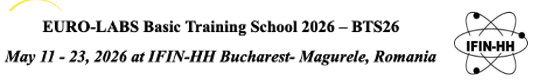 EURO-LABS Basic Training School 2026 – BTS26
May 11 - 23, 2026 at IFIN-HH Bucharest- Magurele, Romania
IFIN-HH